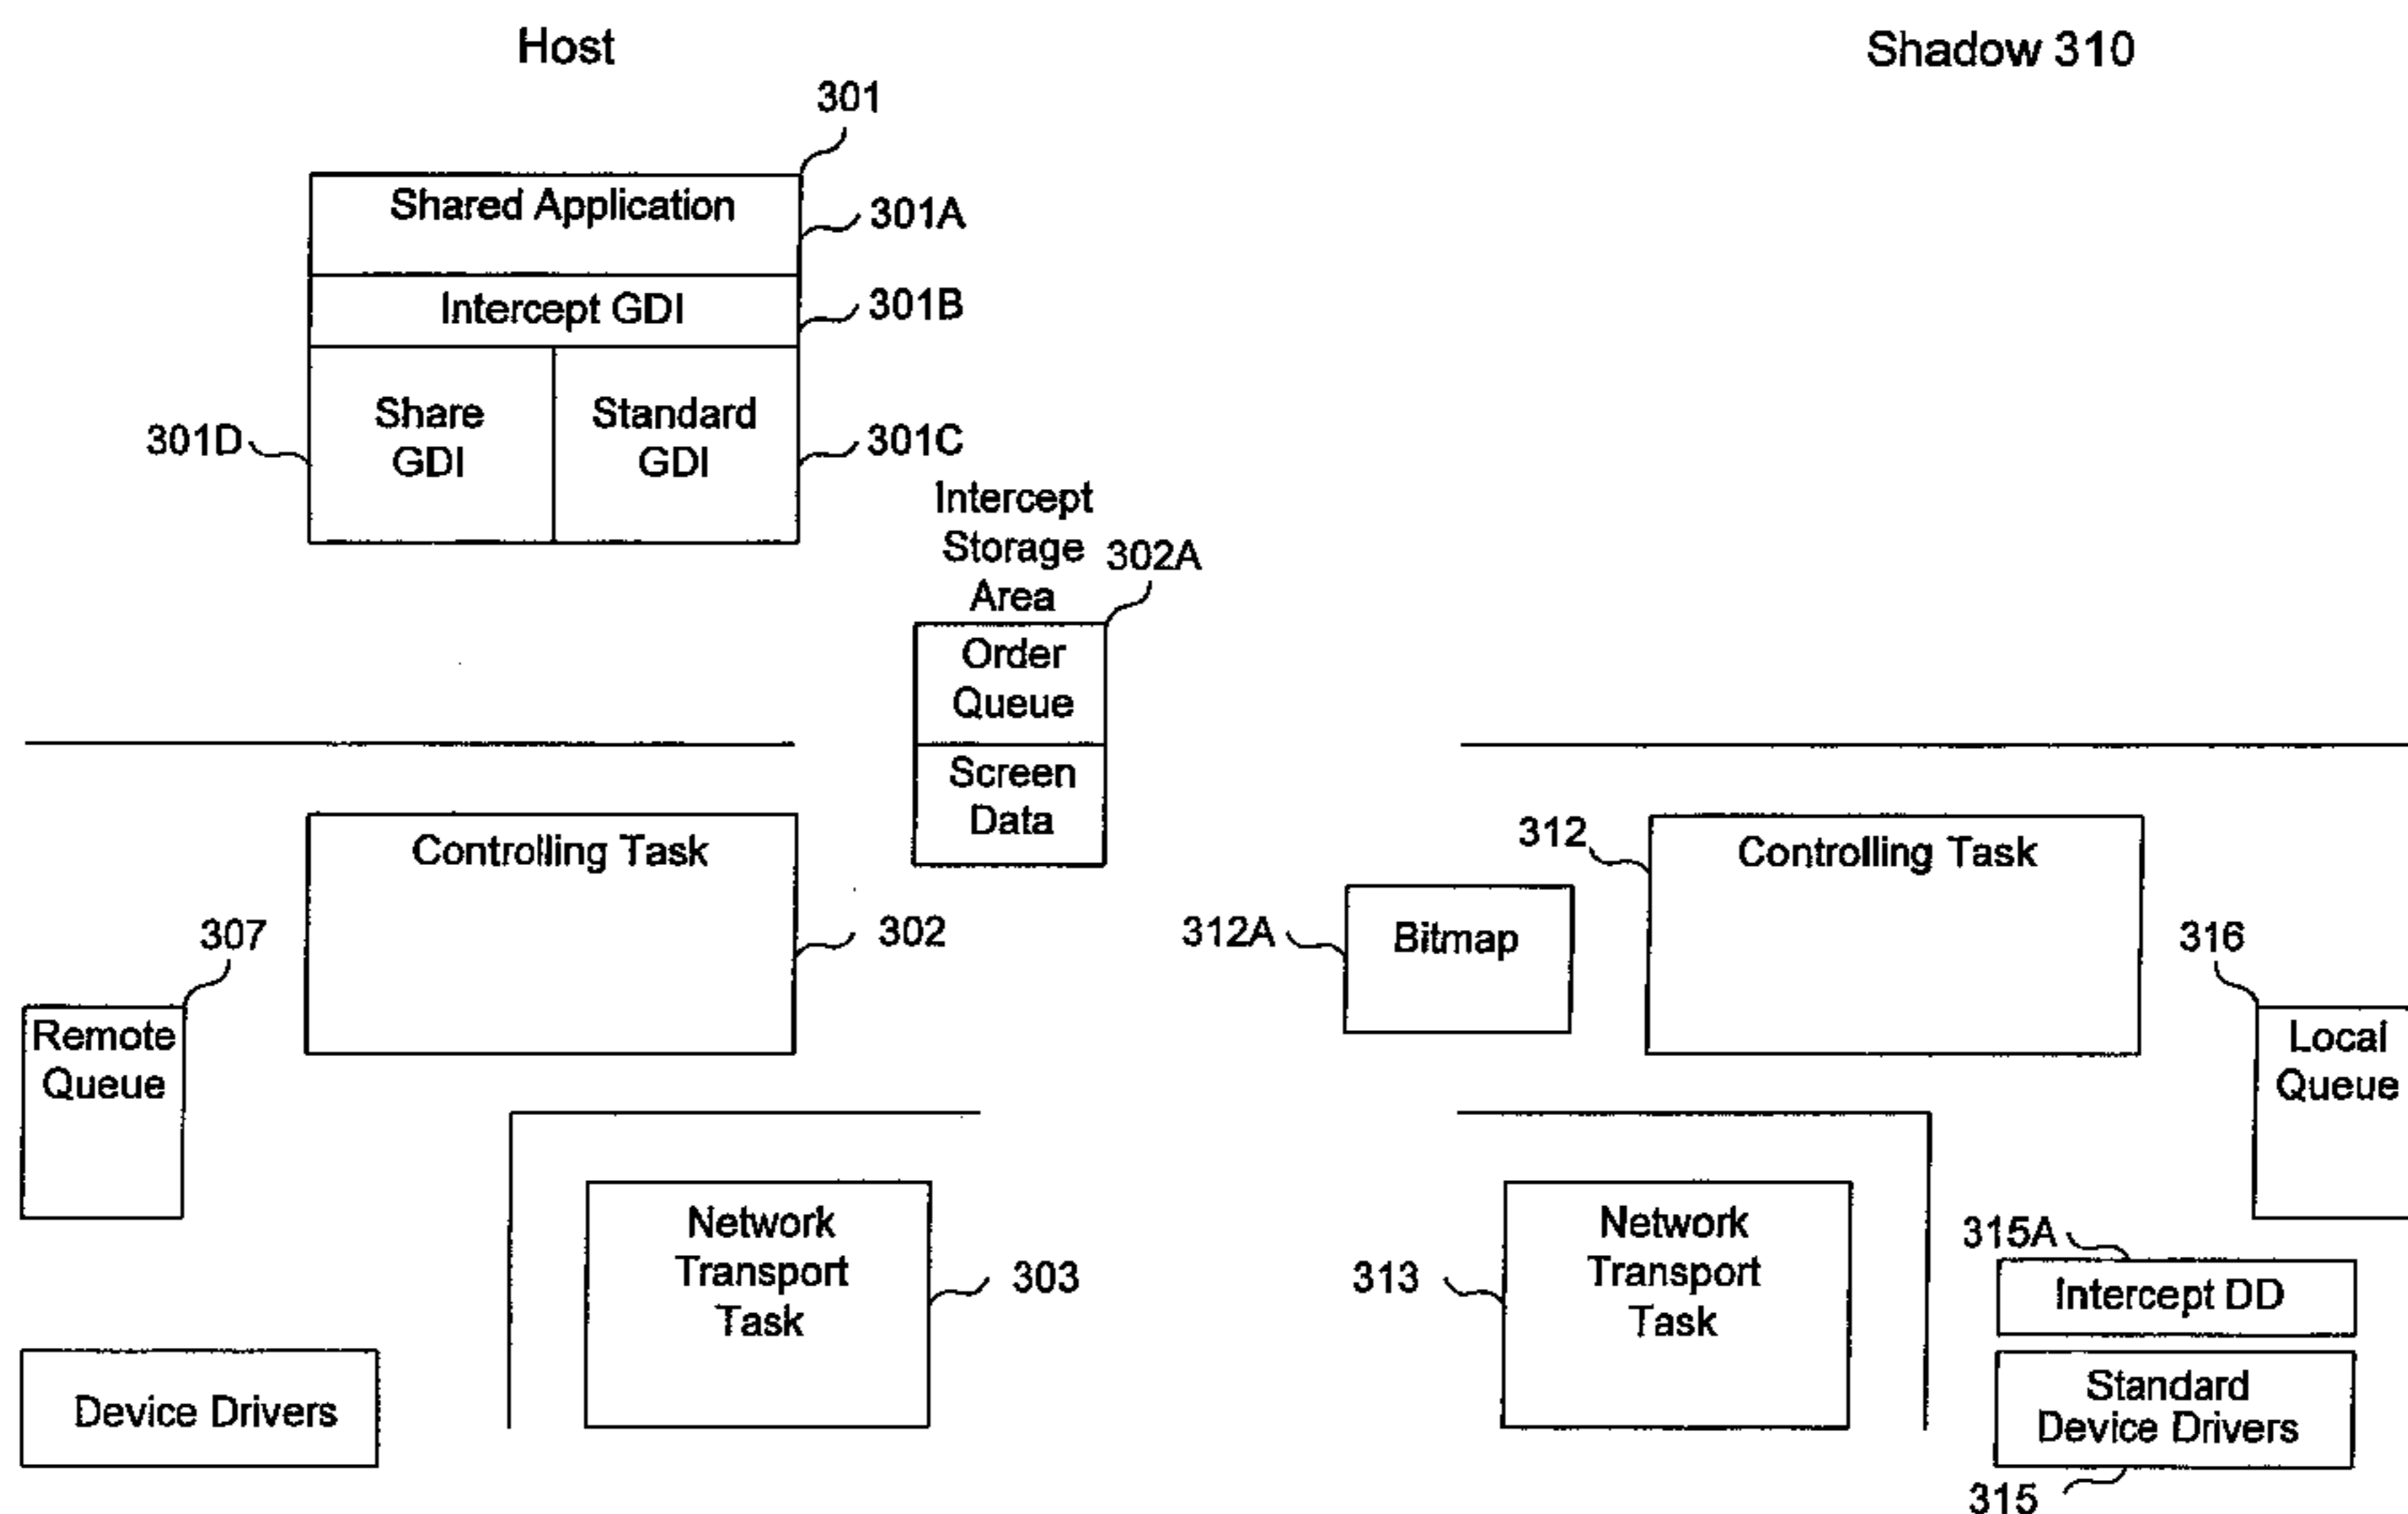 Host
Shadow 310
301
Shared Application
301A
Intercept GDI
301B
Share
GDI
Standard
GDI
301D
301C
Intercept
Storage
Area
302A
Order
Queue
Screen
Data
Controlling Task
302
307
Remote
Queue
Network
Transport
Task
303
Device Drivers
312
Controlling Task
312A
Bitmap
316
Local
Queue
313
Network
Transport
Task
315A
Intercept DD
Standard
Device Drivers
315